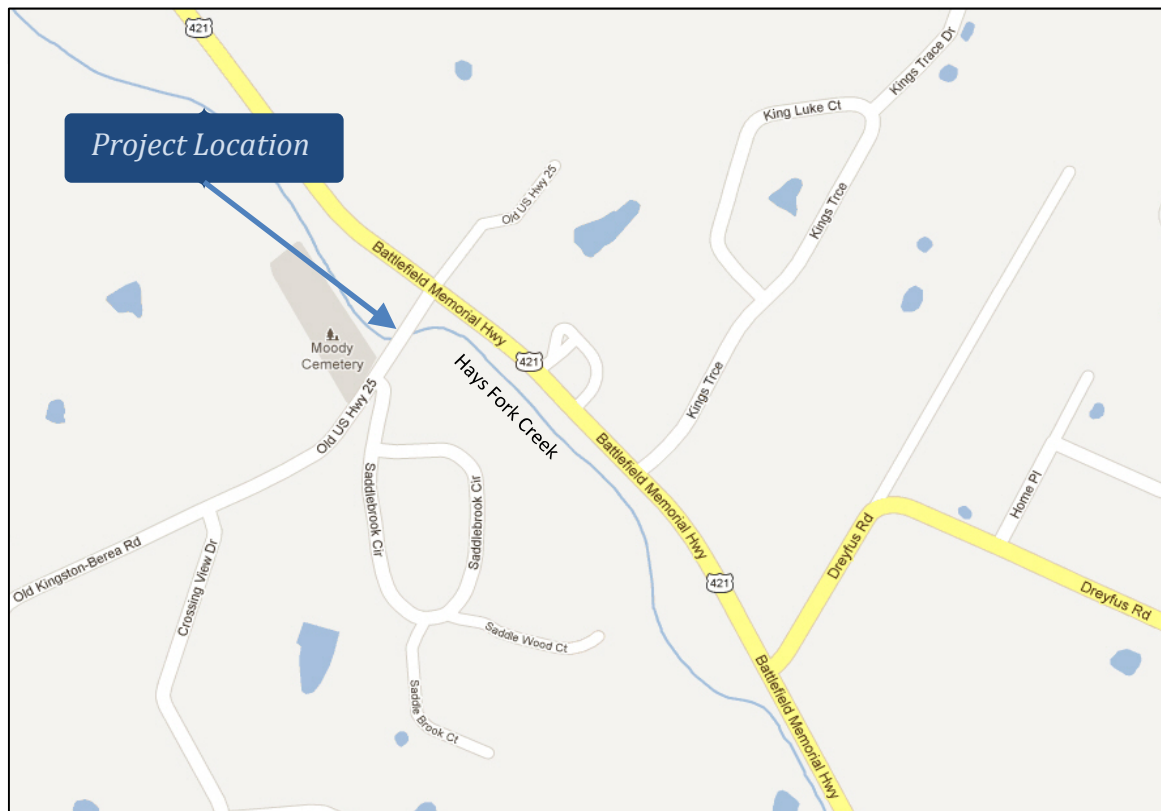 421
Project Location
King Luke Ct
Kings Trace Dr
Old US Hwy 25
Kings Trce
Battlefield Memorial Hwy
Moody
Cemetery
421
Hays Fork Creek
Kings Trce
Old US Hwy 25
Battlefield Memorial Hwy
Saddlebrook Cir
Saddlebrook Cir
Home Pl
Dreyfus Rd
Old Kingston-Berea Rd
Crossing View Dr
421
Dreyfus Rd
Saddle Wood Ct
Saddle Brook Ct
Battlefield Memorial Hwy